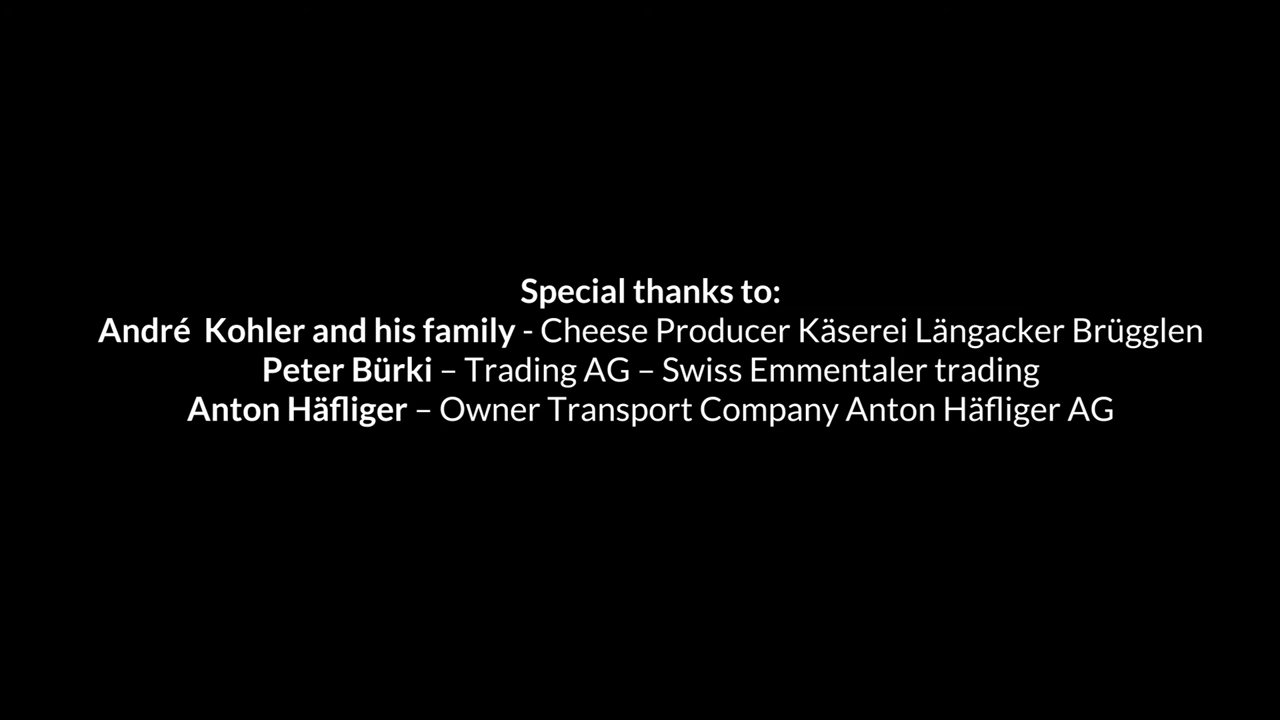 Special thanks to:
André  Kohler and his family - Cheese Producer Käserei Längacker Brügglen
Peter Bürki – Trading AG – Swiss Emmentaler trading
Anton Häfliger – Owner Transport Company Anton Häfliger AG